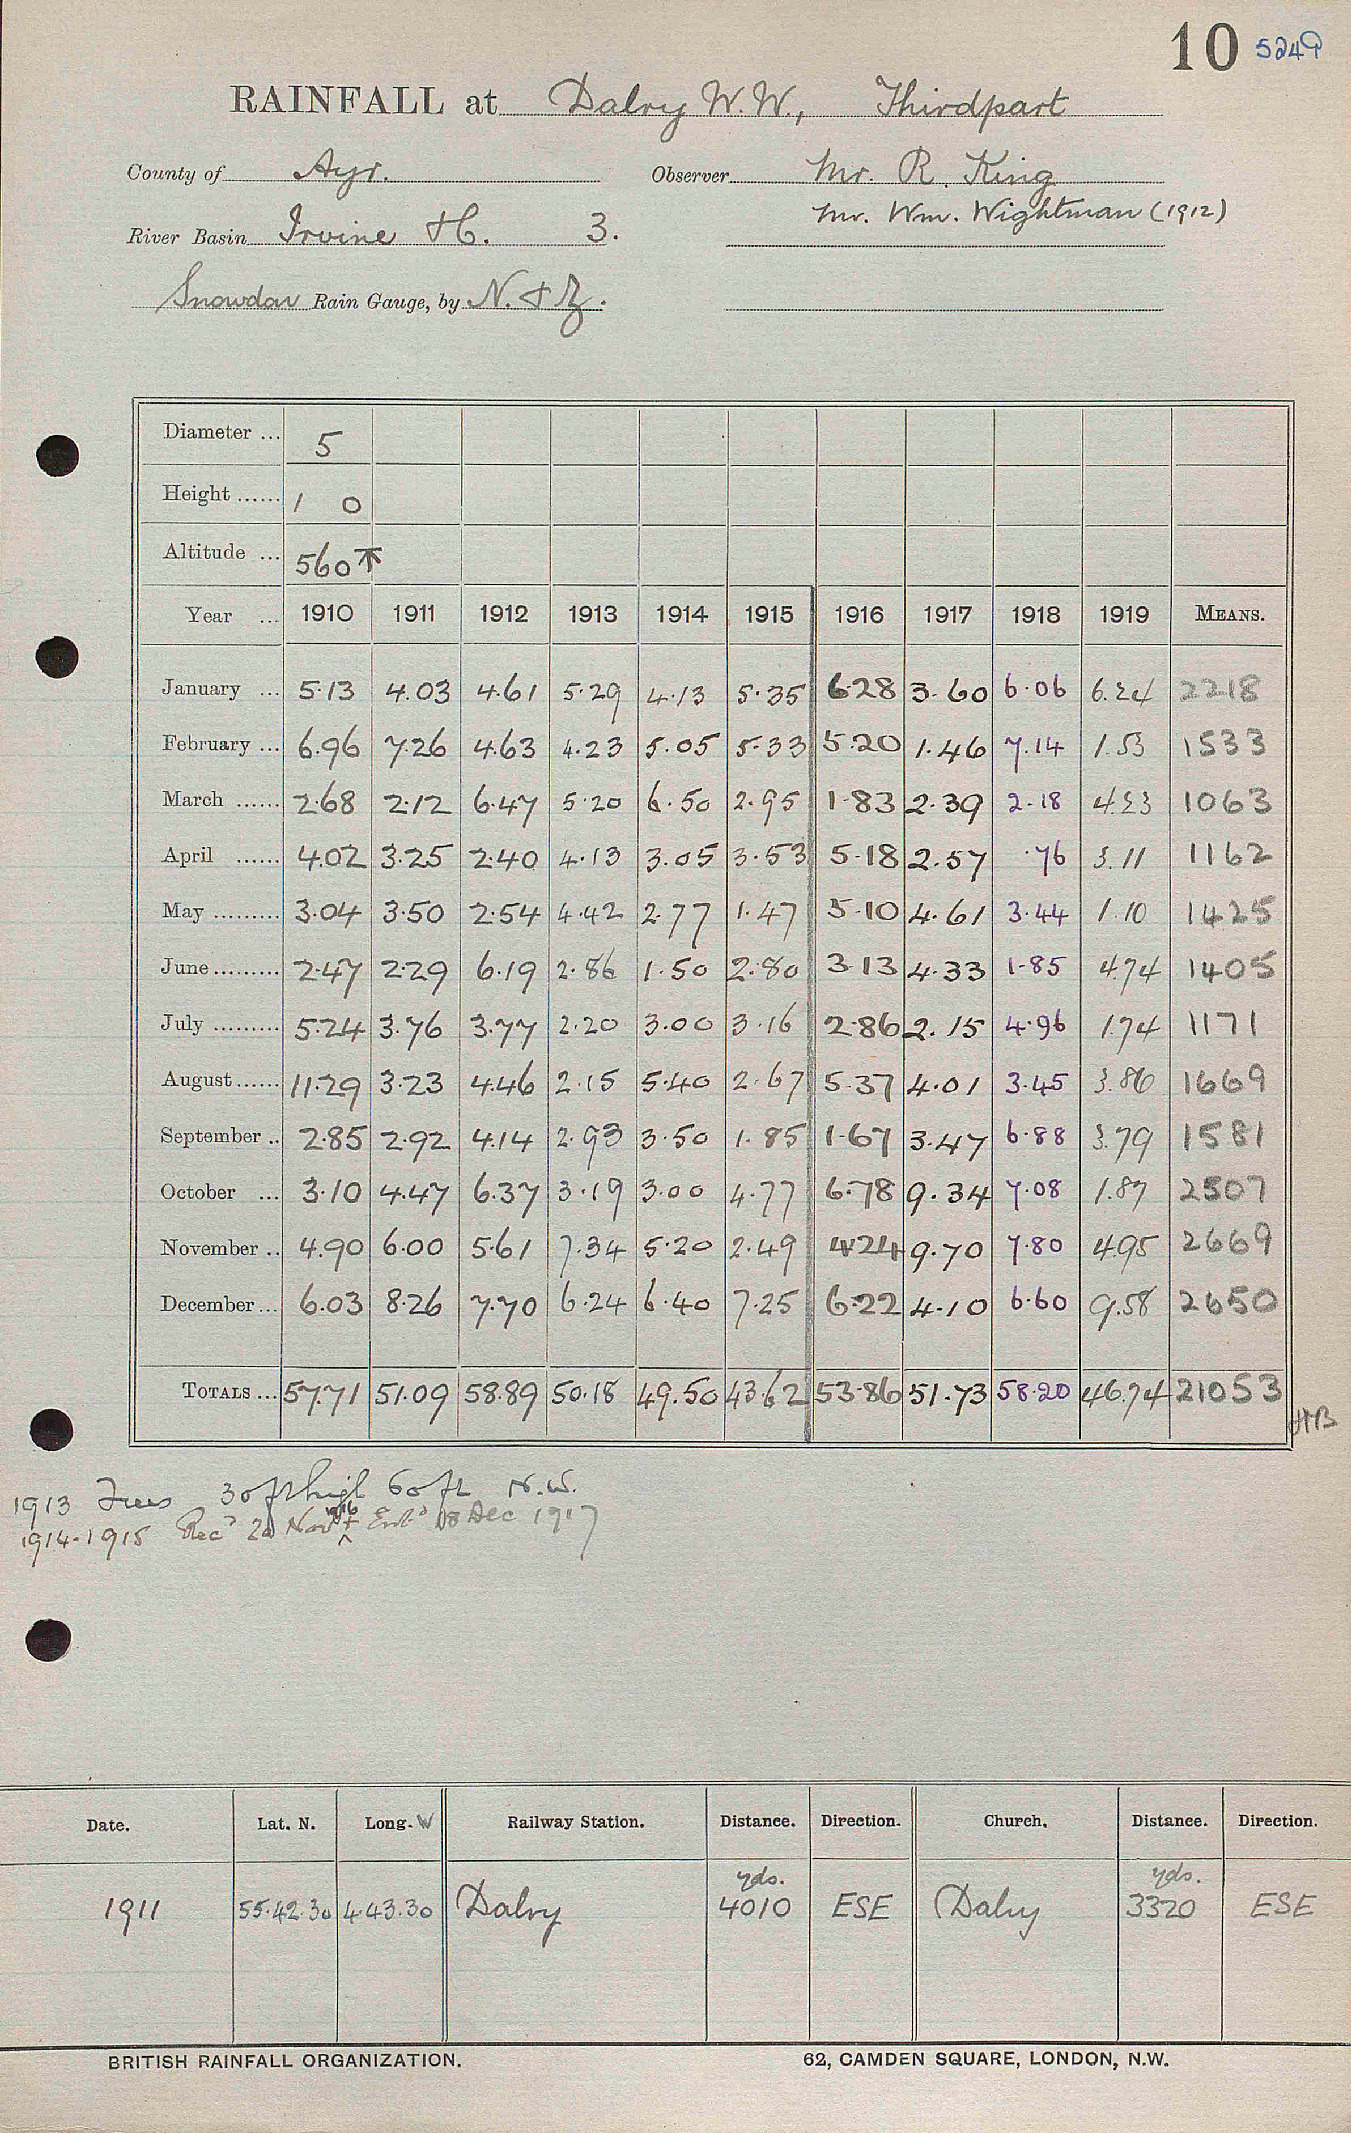 10 5249
RAINFALL at Dalry W.W., Thirdpart
County of Ayr. Observer Mr. R. King
Mr. Wm. Wightman (1912)
River Basin Irvine &c. 3.
Snowdon Rain Gauge, by N. & Z.
Diameter ... 5
Height ...... 1 0
Altitude ... 560 T
Year ... 1910 1911 1912 1913 1914 1915 1916 1917 1918 1919 MEANS.
January ... 5.13 4.03 4.61 5.29 4.13 5.35 6.28 3.60 6.06 6.24 2218
February ... 6.96 7.26 4.63 4.23 5.05 5.33 5.20 1.46 7.14 1.53 1533
March ...... 2.68 2.12 6.47 5.20 6.50 2.95 1.83 2.39 2.18 4.23 1063
April ...... 4.02 3.25 2.40 4.13 3.05 3.53 5.18 2.57 .76 3.11 1162
May ......... 3.04 3.50 2.54 4.42 2.77 1.47 5.10 4.61 3.44 1.10 1425
June ......... 2.47 2.29 6.19 2.86 1.50 2.80 3.13 4.33 1.85 4.74 1405
July ......... 5.24 3.76 3.77 2.20 3.00 3.16 2.86 2.15 4.96 1.74 1171
August ...... 11.29 3.23 4.46 2.15 5.40 2.67 5.37 4.01 3.45 3.86 1669
September .. 2.85 2.92 4.14 2.93 3.50 1.85 1.67 3.47 6.88 3.79 1581
October ... 3.10 4.47 6.37 3.19 3.00 4.77 6.78 9.34 7.08 1.87 2507
November .. 4.90 6.00 5.61 7.34 5.20 2.49 4.24 9.70 7.80 4.95 2669
December ... 6.03 8.26 7.70 6.24 6.40 7.25 6.22 4.10 6.60 9.58 2650
TOTALS ... 57.71 51.09 58.89 50.18 49.50 43.62 53.86 51.73 58.20 46.74 21053
HB
1913 Trees 30 ft high 60 ft N.W.
1914-1915 Recd 20 Nov 1916 & Entd 18 Dec 1917
Date. Lat. N. Long. W Railway Station. Distance. Direction. Church. Distance. Direction.
yds. yds.
1911 55.42.30 4.43.30 Dalry 4010 ESE Dalry 3320 ESE
BRITISH RAINFALL ORGANIZATION. 62, CAMDEN SQUARE, LONDON, N.W.